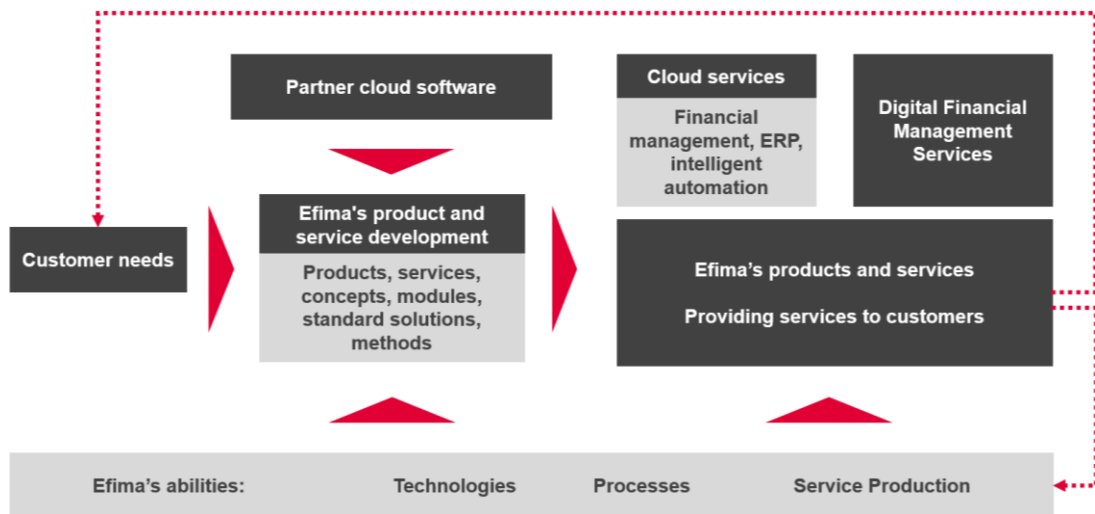 Partner cloud software
Cloud services
Financial
management, ERP,
intelligent
automation
Digital Financial
Management
Services
Customer needs
Efima's product and
service development
Products, services,
concepts, modules,
standard solutions,
methods
Efima’s products and services
Providing services to customers
Efima’s abilities: Technologies Processes Service Production